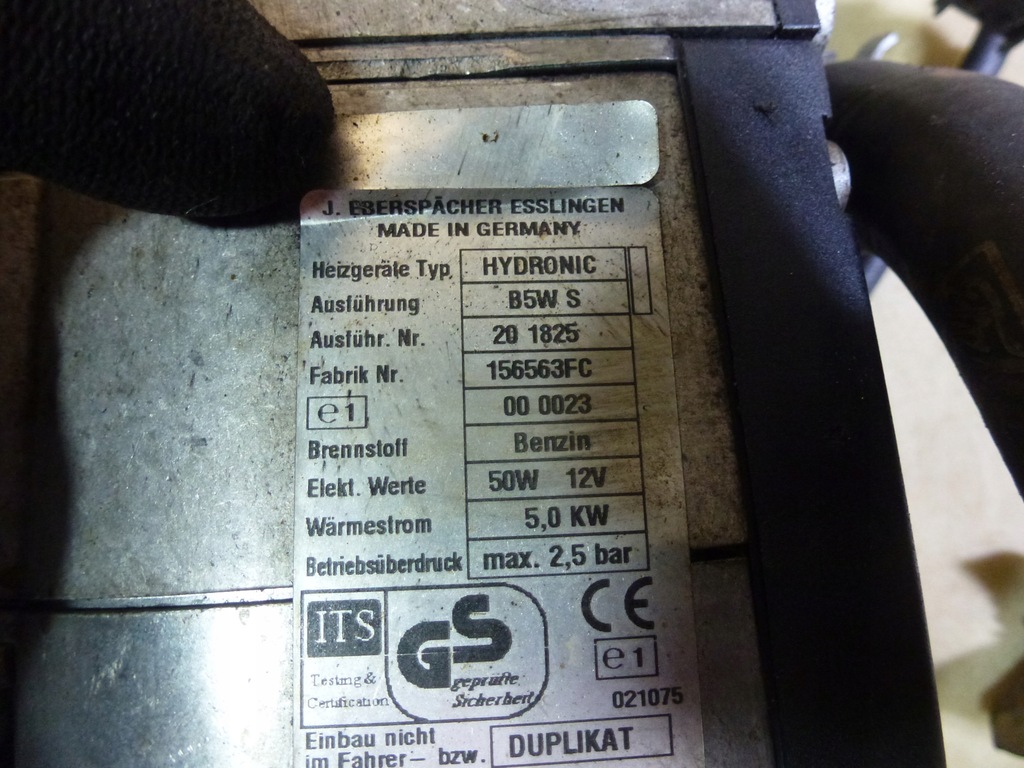 J. EBERSPÄCHER ESSLINGEN
MADE IN GERMANY
Heizgeräte Typ HYDRONIC
Ausführung B5W S
Ausführ. Nr. 20 1825
Fabrik Nr. 156563FC
e1 00 0023
Brennstoff Benzin
Elekt. Werte 50W 12V
Wärmestrom 5,0 KW
Betriebsüberdruck max. 2,5 bar
ITS
Testing &
Certification
GS
geprüfte
Sicherheit
CE
e1
021075
Einbau nicht
im Fahrer- bzw. DUPLIKAT